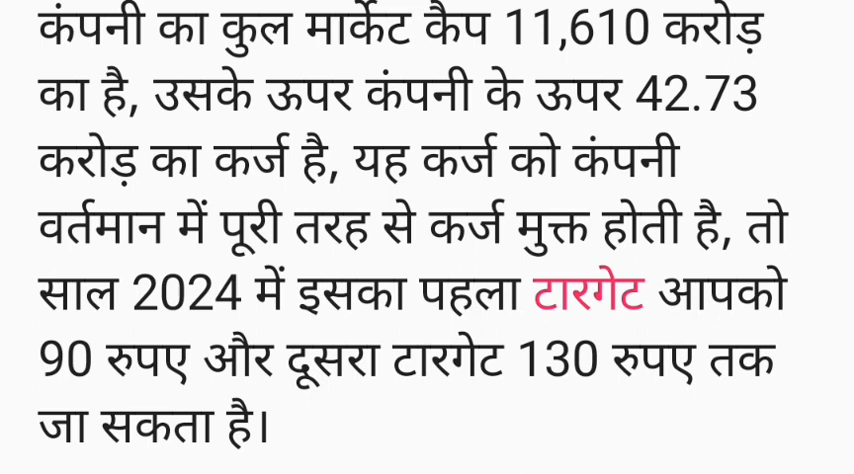 कंपनी का कुल मार्केट कैप 11,610 करोड़
का है, उसके ऊपर कंपनी के ऊपर 42.73
करोड़ का कर्ज है, यह कर्ज को कंपनी
वर्तमान में पूरी तरह से कर्ज मुक्त होती है, तो
साल 2024 में इसका पहला टारगेट आपको
90 रुपए और दूसरा टारगेट 130 रुपए तक
जा सकता है।